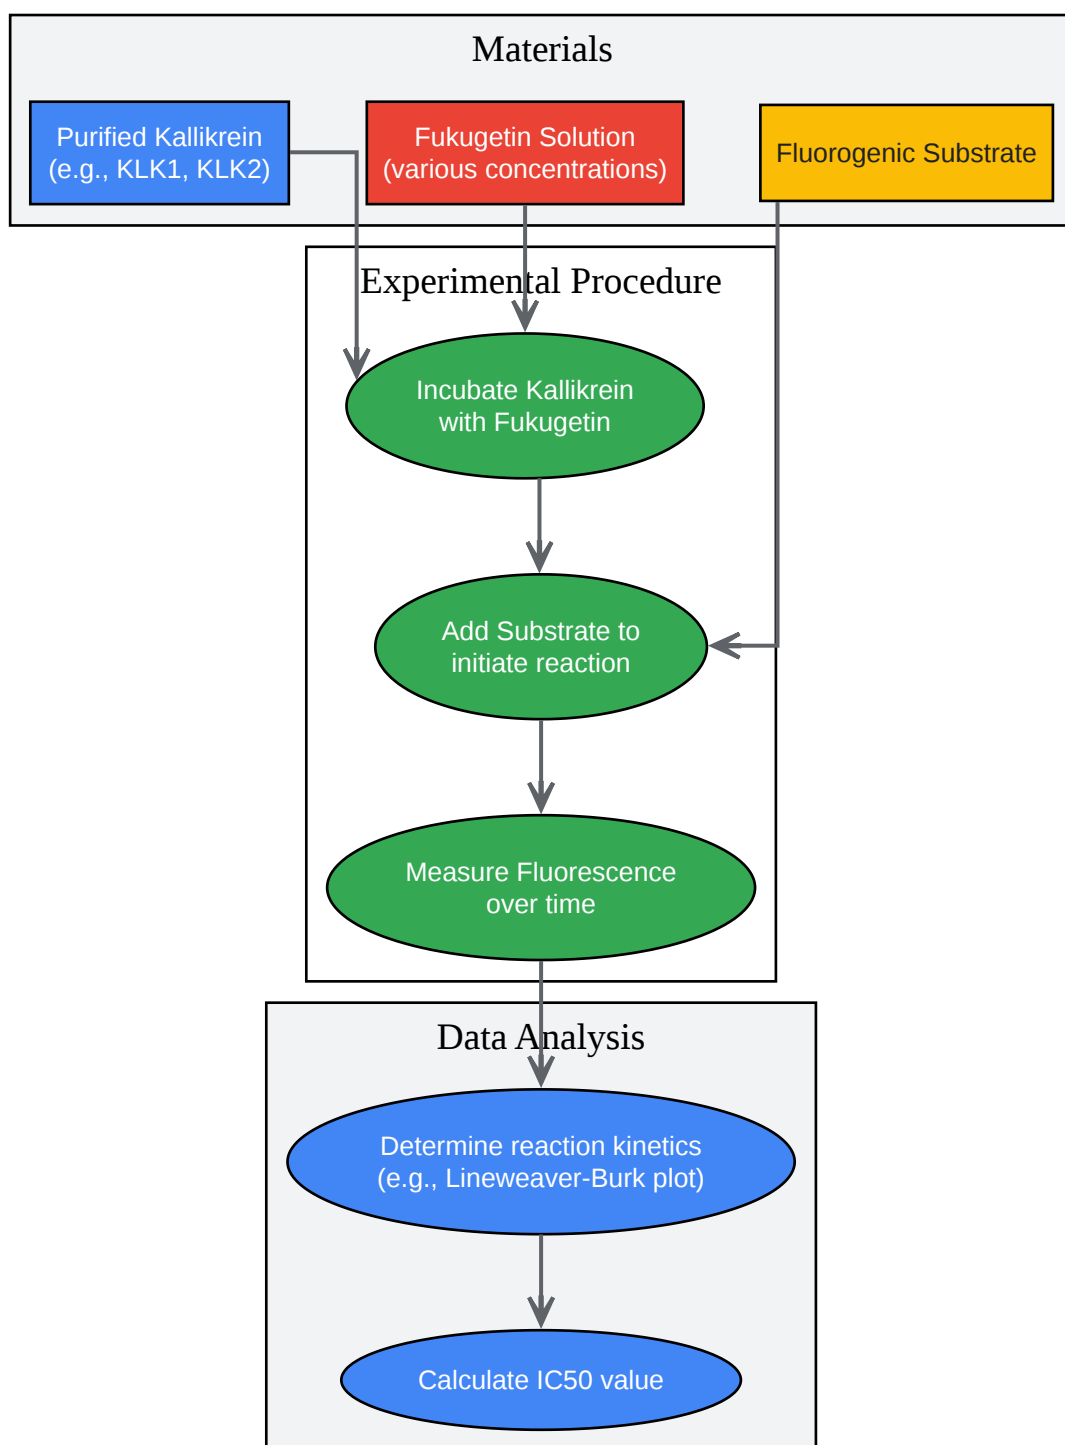 Materials
Purified Kallikrein
(e.g., KLK1, KLK2)
Fukugetin Solution
(various concentrations)
Fluorogenic Substrate
Experimental Procedure
Incubate Kallikrein
with Fukugetin
Add Substrate to
initiate reaction
Measure Fluorescence
over time
Data Analysis
Determine reaction kinetics
(e.g., Lineweaver-Burk plot)
Calculate IC50 value